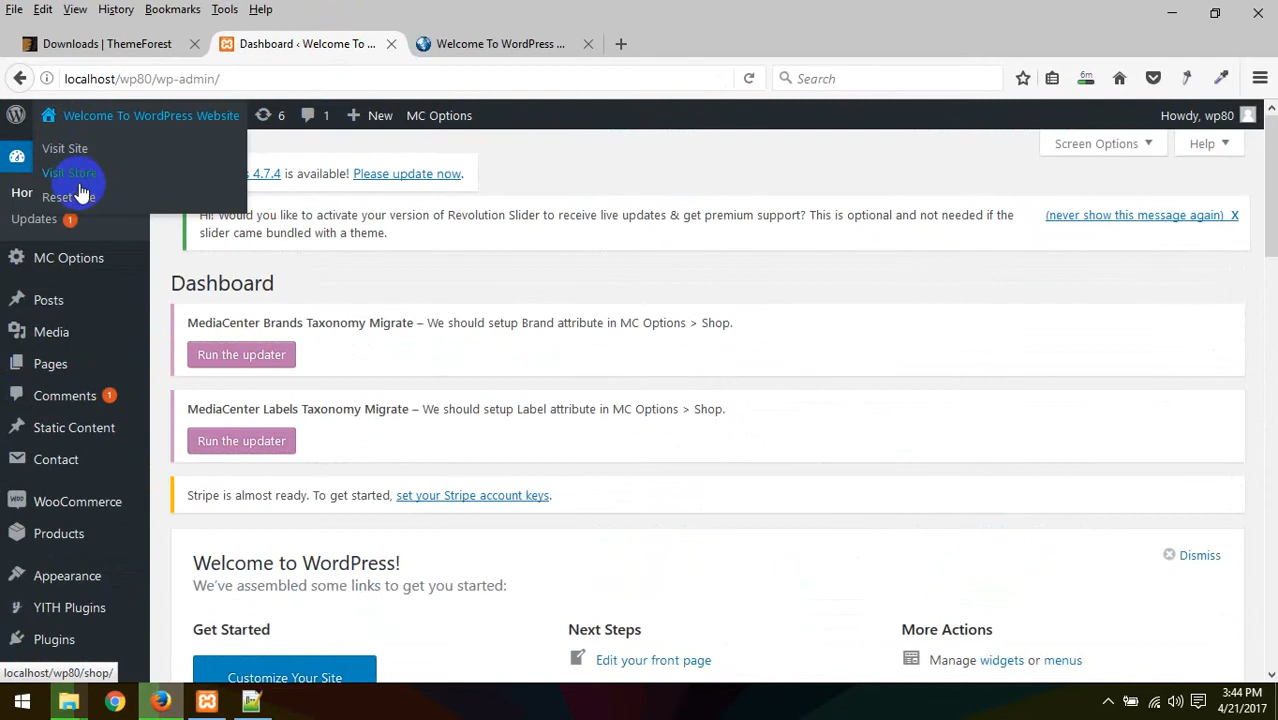 File Edit View History Bookmarks Tools Help
Downloads | ThemeForest
Dashboard ‹ Welcome To ...
Welcome To WordPress ...
localhost/wp80/wp-admin/
Search
6m
Welcome To WordPress Website 6 1 New MC Options
Howdy, wp80
Visit Site
Visit Store
Screen Options
Help
4.7.4 is available! Please update now.
Updates 1
Hi! Would you like to activate your version of Revolution Slider to receive live updates & get premium support? This is optional and not needed if the
slider came bundled with a theme.
(never show this message again) X
MC Options
Posts
Media
Pages
Comments 1
Static Content
Contact
WooCommerce
Products
Appearance
YITH Plugins
Plugins
Dashboard
MediaCenter Brands Taxonomy Migrate – We should setup Brand attribute in MC Options > Shop.
Run the updater
MediaCenter Labels Taxonomy Migrate – We should setup Label attribute in MC Options > Shop.
Run the updater
Stripe is almost ready. To get started, set your Stripe account keys.
Welcome to WordPress!
We've assembled some links to get you started:
Dismiss
Get Started
Next Steps
More Actions
Customize Your Site
Edit your front page
Manage widgets or menus
localhost/wp80/shop/
3:44 PM
4/21/2017